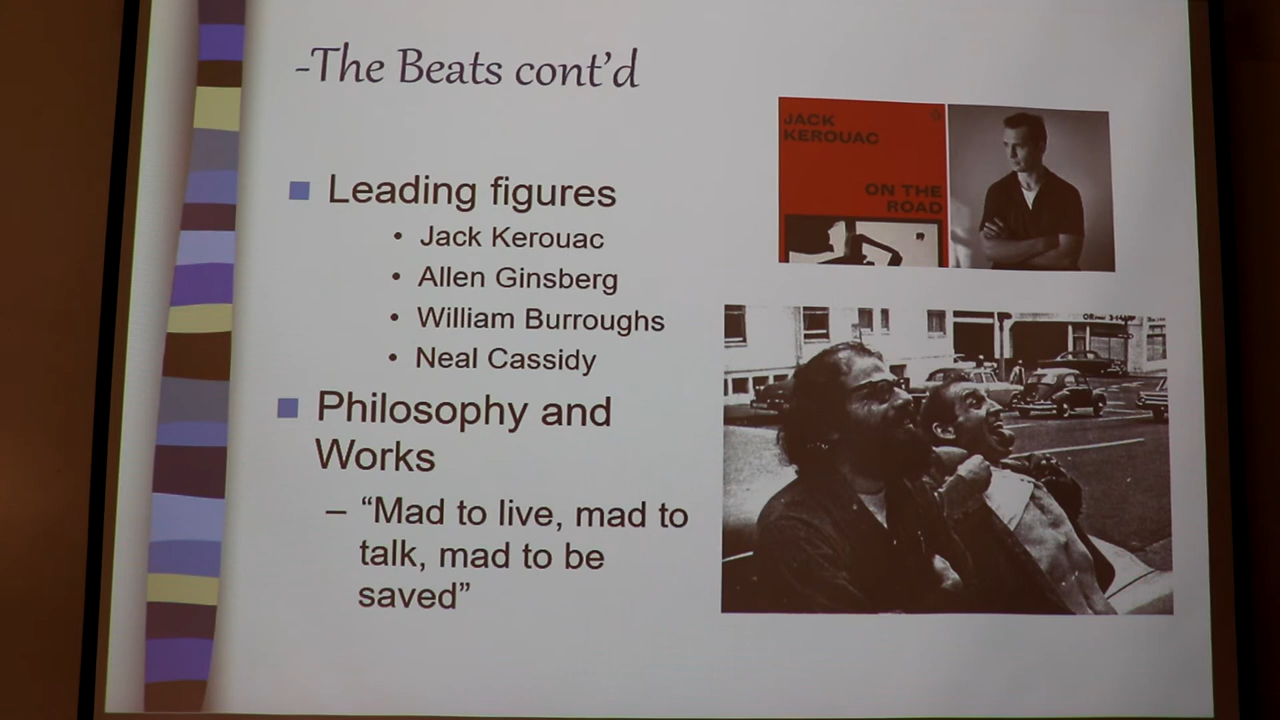 -The Beats cont’d
Leading figures
• Jack Kerouac
• Allen Ginsberg
• William Burroughs
• Neal Cassidy
Philosophy and
Works
– “Mad to live, mad to
talk, mad to be
saved”
JACK
KEROUAC
ON THE
ROAD